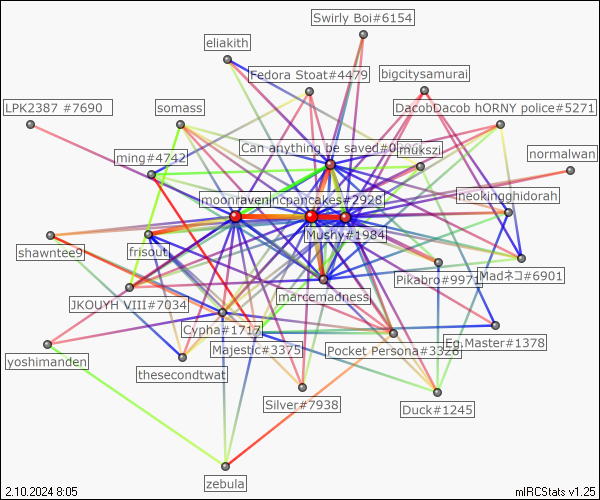 Swirly Boi#6154
eliakith
Fedora Stoat#4479
bigcitysamurai
LPK2387 #7690
somass
DacobDacob hORNY police#5271
Can anything be saved#0
mukszi
ming#4742
normalwan
moonraven
ncpancakes#2928
neokingghidorah
Mushy#1984
shawntee9
frisout
Pikabro#9971
Madネコ#6901
JKOUYH VIII#7034
marcemadness
Cypha#1717
Majestic#3375
Pocket Persona#3328
Eg.Master#1378
yoshimanden
thesecondtwat
Silver#7938
Duck#1245
zebula
2.10.2024 8:05
mIRCStats v1.25